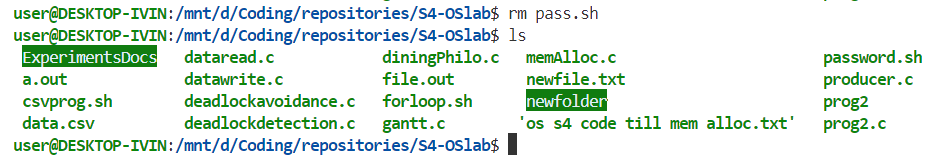 user@DESKTOP-IVIN:/mnt/d/Coding/repositories/S4-OSlab$ rm pass.sh
user@DESKTOP-IVIN:/mnt/d/Coding/repositories/S4-OSlab$ ls
ExperimentsDocs dataread.c diningPhilo.c memAlloc.c password.sh
a.out datawrite.c file.out newfile.txt producer.c
csvprog.sh deadlockavoidance.c forloop.sh newfolder prog2
data.csv deadlockdetection.c gantt.c 'os s4 code till mem alloc.txt' prog2.c
user@DESKTOP-IVIN:/mnt/d/Coding/repositories/S4-OSlab$